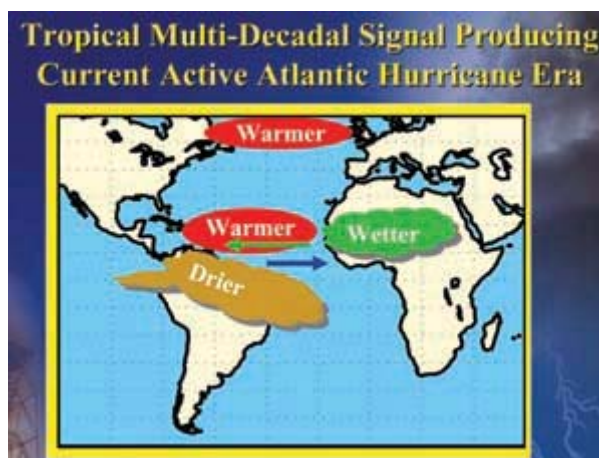 Tropical Multi-Decadal Signal Producing
Current Active Atlantic Hurricane Era
Warmer
Warmer
Wetter
Drier